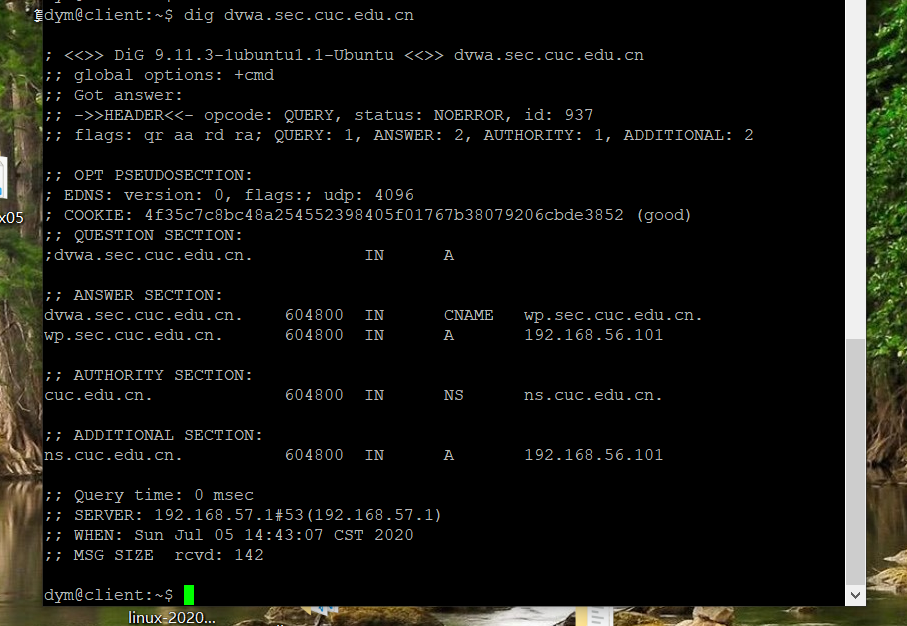 dym@client:~$ dig dvwa.sec.cuc.edu.cn
; <<>> DiG 9.11.3-1ubuntu1.1-Ubuntu <<>> dvwa.sec.cuc.edu.cn
;; global options: +cmd
;; Got answer:
;; ->>HEADER<<- opcode: QUERY, status: NOERROR, id: 937
;; flags: qr aa rd ra; QUERY: 1, ANSWER: 2, AUTHORITY: 1, ADDITIONAL: 2
;; OPT PSEUDOSECTION:
; EDNS: version: 0, flags:; udp: 4096
; COOKIE: 4f35c7c8bc48a254552398405f01767b38079206cbde3852 (good)
;; QUESTION SECTION:
;dvwa.sec.cuc.edu.cn. IN A
;; ANSWER SECTION:
dvwa.sec.cuc.edu.cn. 604800 IN CNAME wp.sec.cuc.edu.cn.
wp.sec.cuc.edu.cn. 604800 IN A 192.168.56.101
;; AUTHORITY SECTION:
cuc.edu.cn. 604800 IN NS ns.cuc.edu.cn.
;; ADDITIONAL SECTION:
ns.cuc.edu.cn. 604800 IN A 192.168.56.101
;; Query time: 0 msec
;; SERVER: 192.168.57.1#53(192.168.57.1)
;; WHEN: Sun Jul 05 14:43:07 CST 2020
;; MSG SIZE rcvd: 142
dym@client:~$
x05
linux-2020...